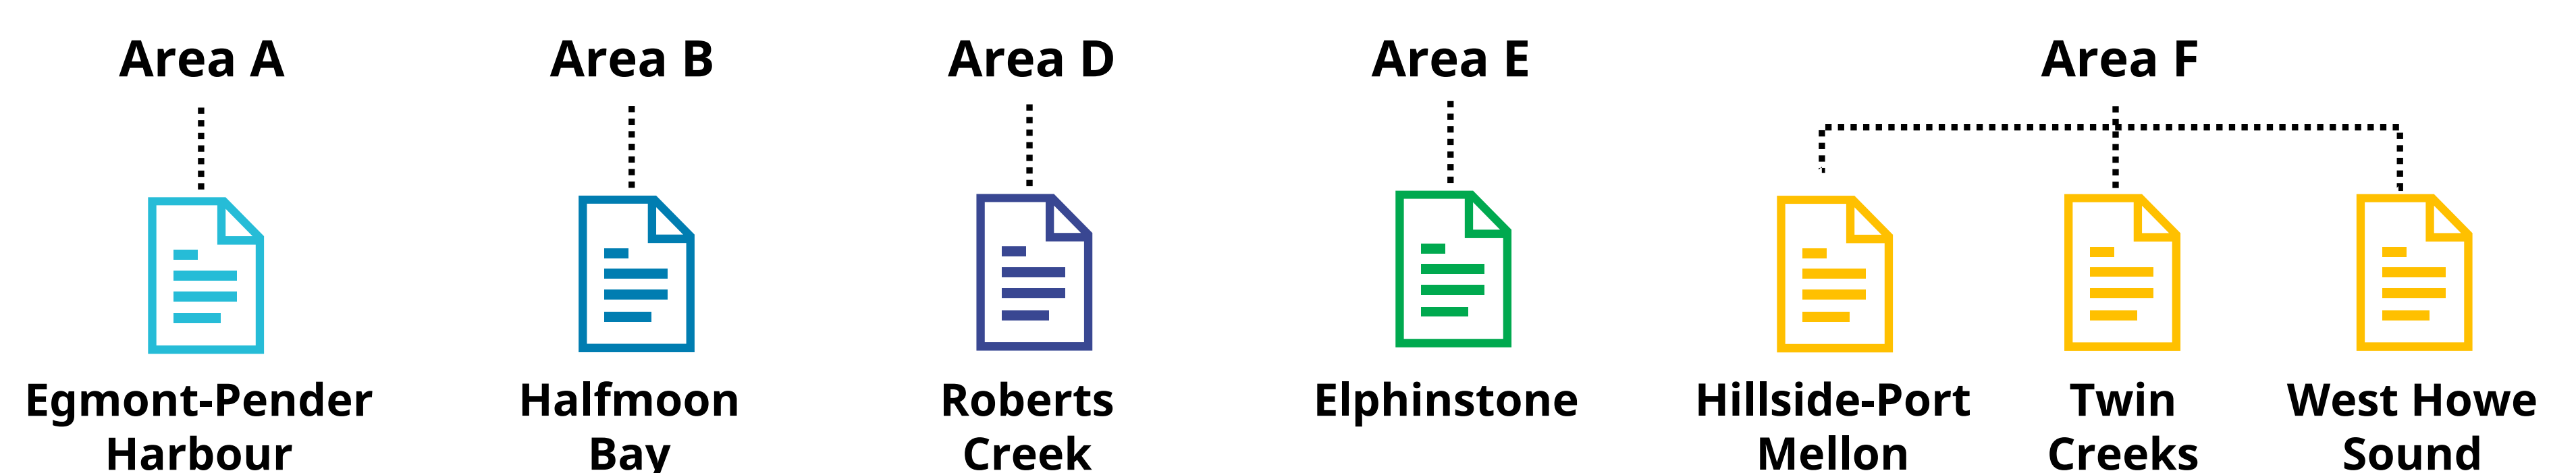 Area A
Area B
Area D
Area E
Area F
Egmont-Pender
Harbour
Halfmoon
Bay
Roberts
Creek
Elphinstone
Hillside-Port
Mellon
Twin
Creeks
West Howe
Sound